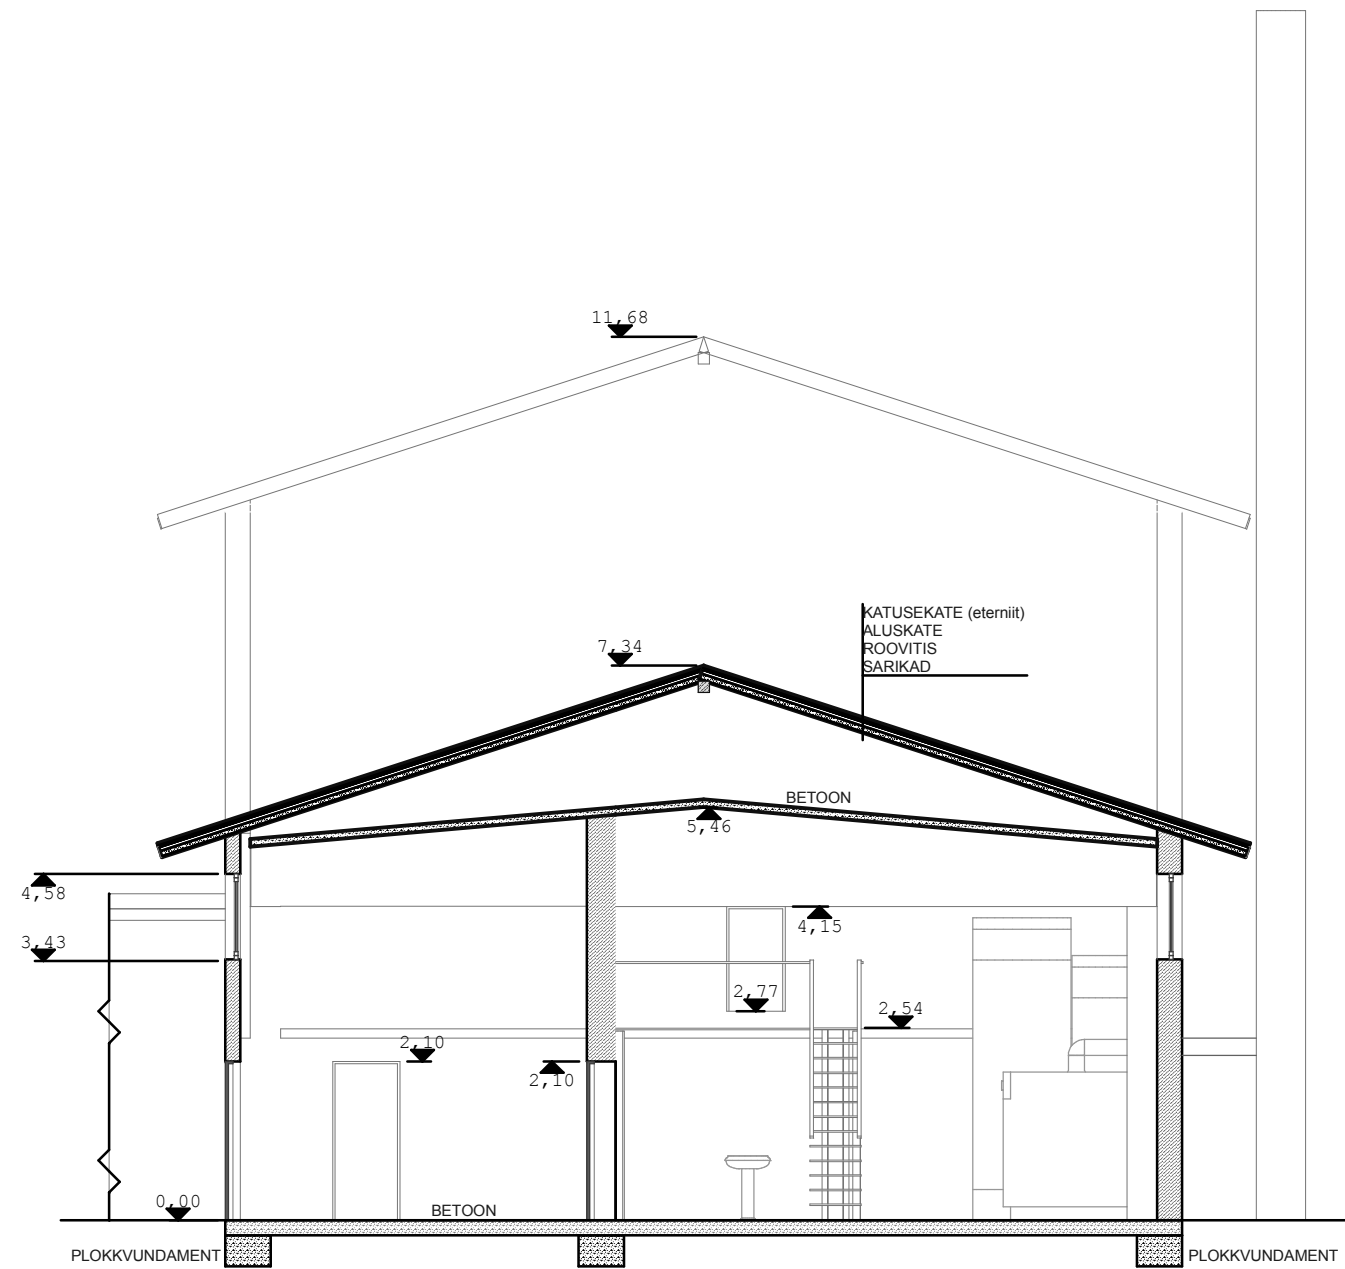 11,68
KATUSEKATE (eterniit)
ALUSKATE
ROOVITIS
SARIKAD
7,34
BETOON
5,46
4,58
4,15
3,43
2,77
2,54
2,10
2,10
0,00
BETOON
PLOKKVUNDAMENT
PLOKKVUNDAMENT